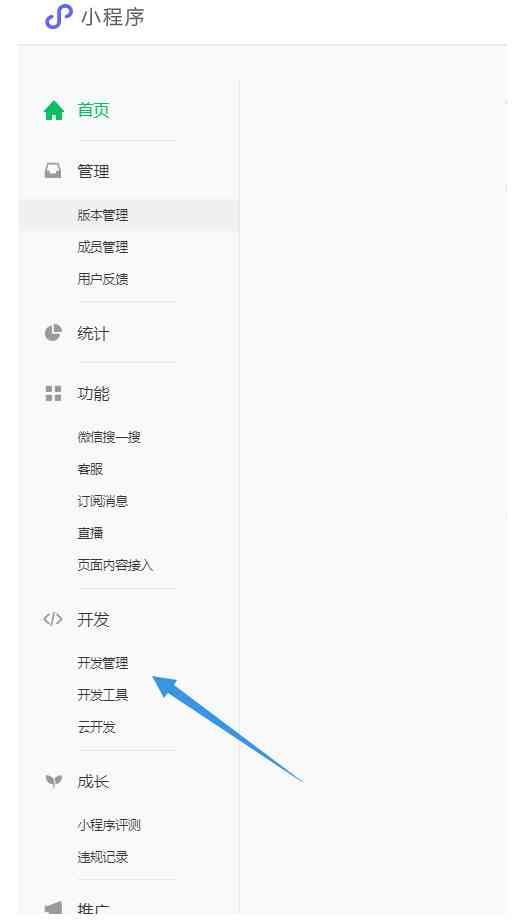 小程序
首页
管理
版本管理
成员管理
用户反馈
统计
功能
微信搜一搜
客服
订阅消息
直播
页面内容接入
开发
开发管理
开发工具
云开发
成长
小程序评测
违规记录
推广